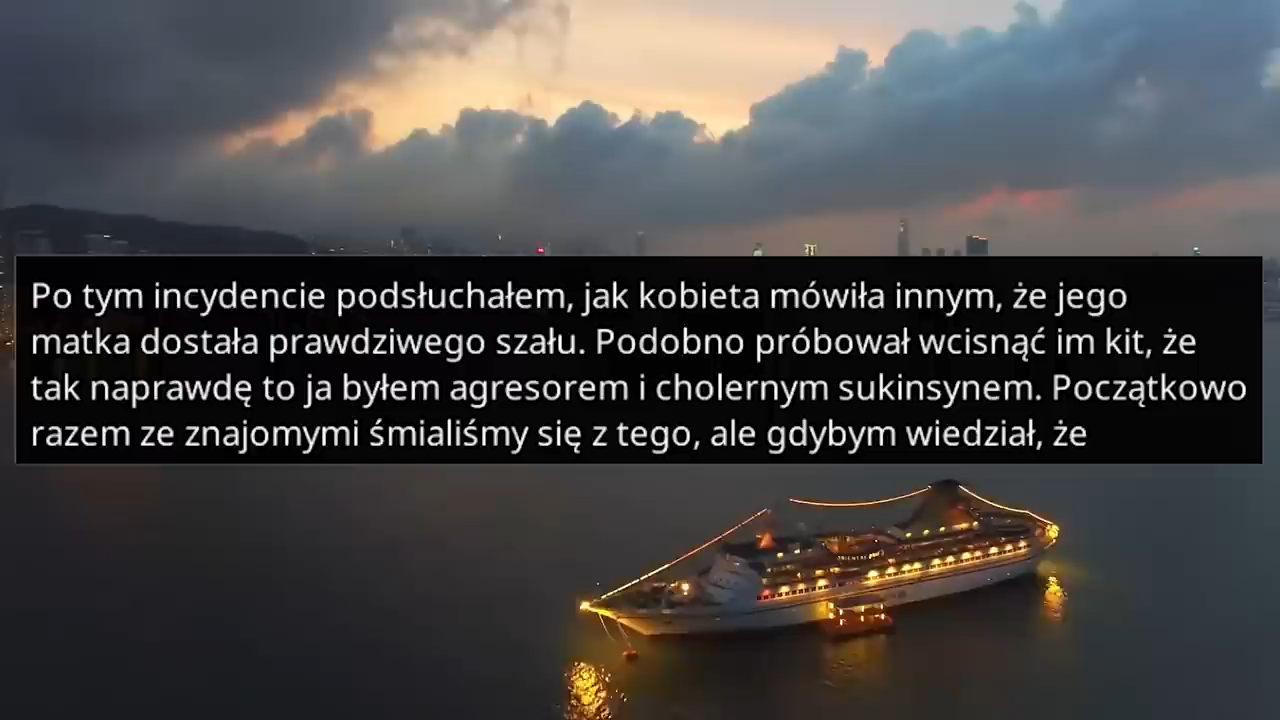 Po tym incydencie podsłuchałem, jak kobieta mówiła innym, że jego
matka dostała prawdziwego szału. Podobno próbował wcisnąć im kit, że
tak naprawdę to ja byłem agresorem i cholernym sukinsynem. Początkowo
razem ze znajomymi śmialiśmy się z tego, ale gdybym wiedział, że